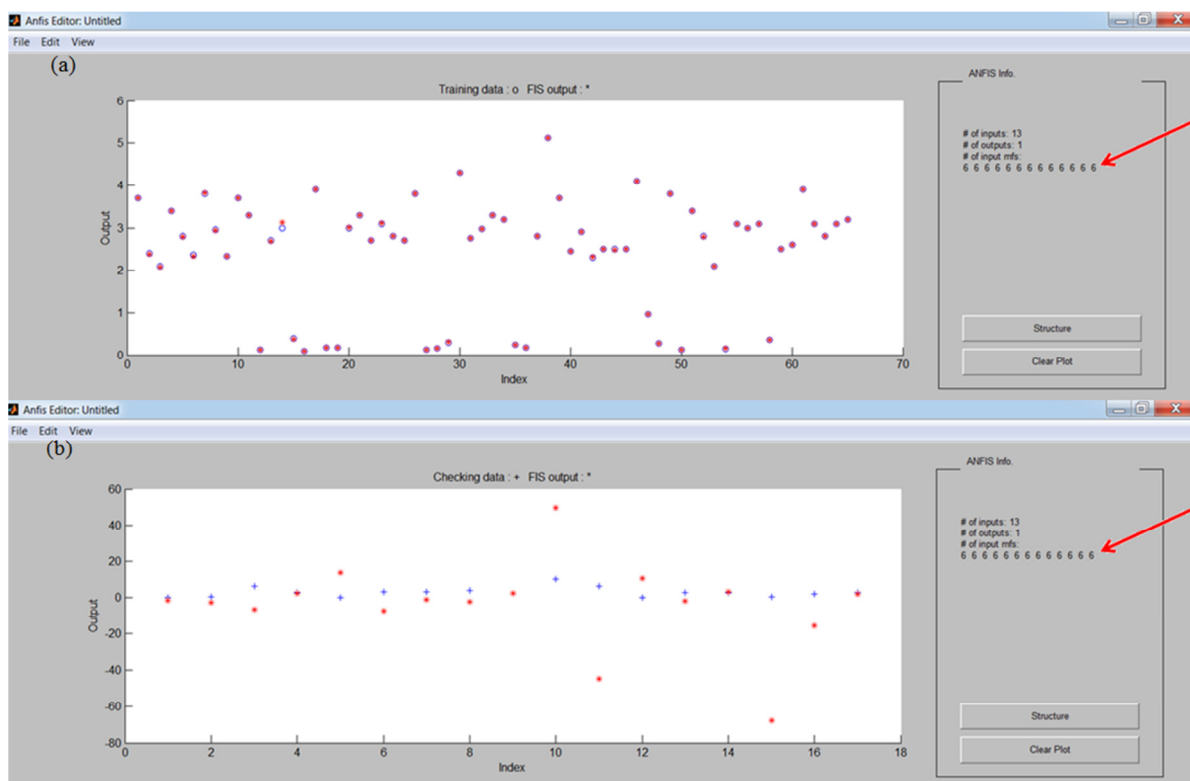 Anfis Editor: Untitled
File Edit View
(a)
Training data : o FIS output : *
6
5
4
3
2
1
0
Output
0 10 20 30 40 50 60 70
Index
ANFIS Info.
# of inputs: 13
# of outputs: 1
# of input mfs:
6 6 6 6 6 6 6 6 6 6 6 6 6
Structure
Clear Plot
Anfis Editor: Untitled
File Edit View
(b)
Checking data : + FIS output : *
60
40
20
0
-20
-40
-60
-80
Output
0 2 4 6 8 10 12 14 16 18
Index
ANFIS Info.
# of inputs: 13
# of outputs: 1
# of input mfs:
6 6 6 6 6 6 6 6 6 6 6 6 6
Structure
Clear Plot